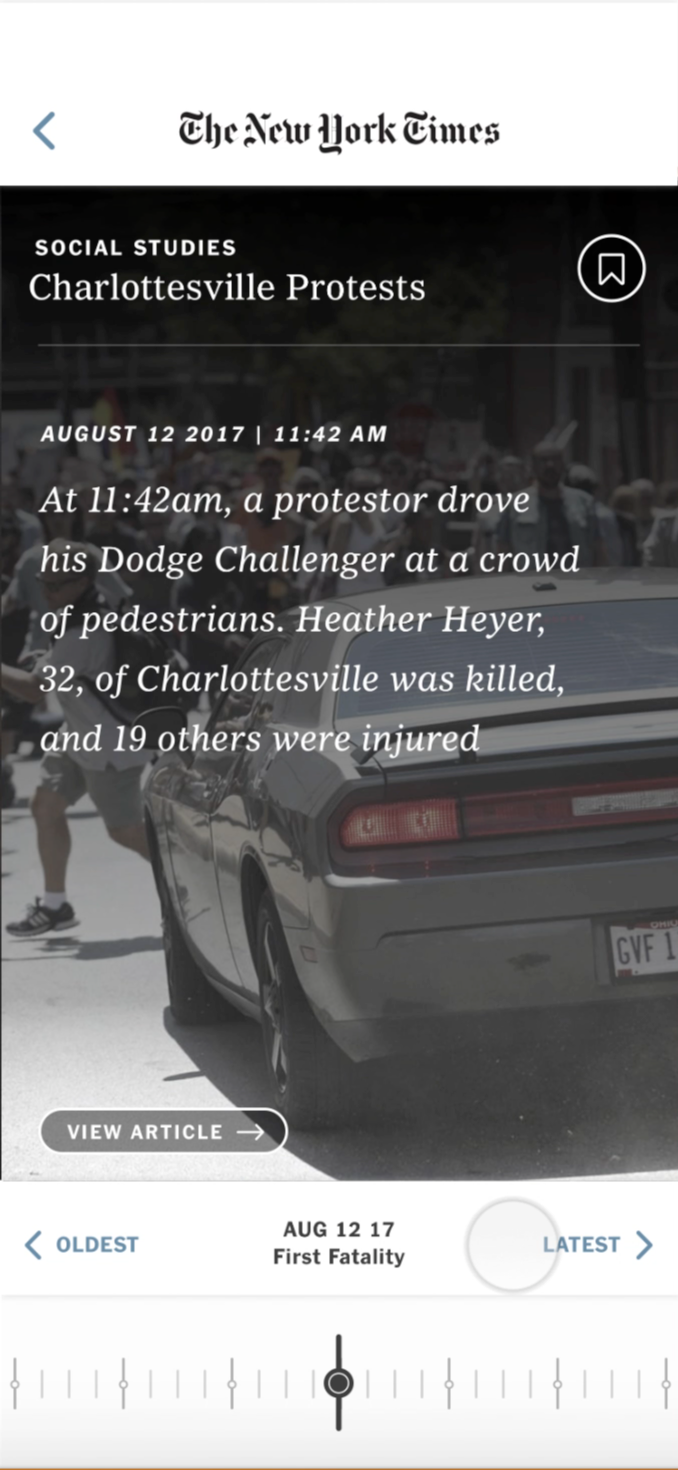 The New York Times
SOCIAL STUDIES
Charlottesville Protests
AUGUST 12 2017 | 11:42 AM
At 11:42am, a protestor drove
his Dodge Challenger at a crowd
of pedestrians. Heather Heyer,
32, of Charlottesville was killed,
and 19 others were injured
GVF 1
VIEW ARTICLE
OLDEST
AUG 12 17
First Fatality
LATEST